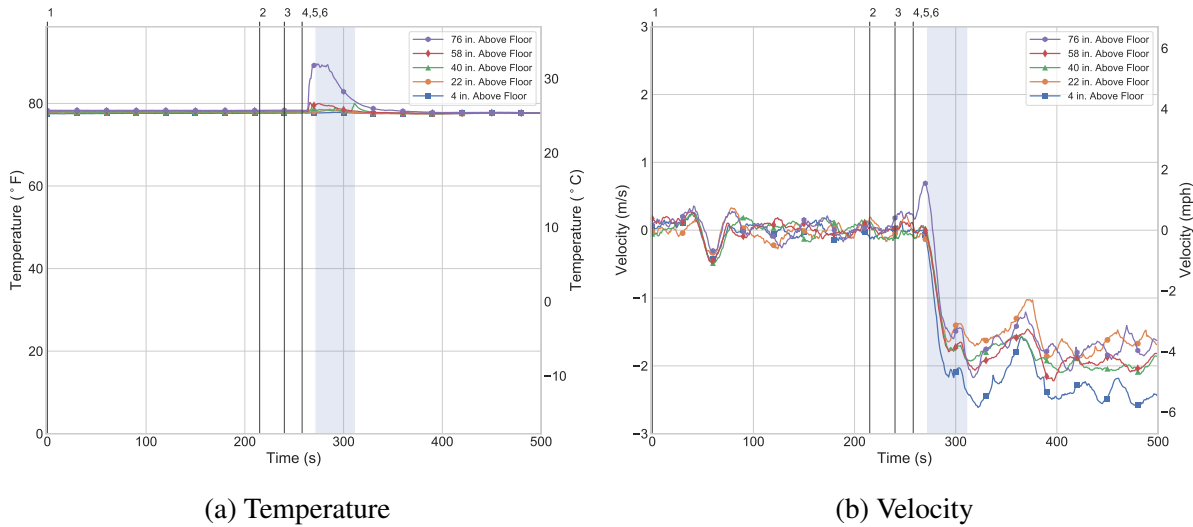 1 2 3 4,5,6
76 in. Above Floor
58 in. Above Floor
40 in. Above Floor
22 in. Above Floor
4 in. Above Floor
Temperature (°F)
80
60
40
20
0
Temperature (°C)
30
20
10
0
−10
0 100 200 300 400 500
Time (s)
(a) Temperature
1 2 3 4,5,6
76 in. Above Floor
58 in. Above Floor
40 in. Above Floor
22 in. Above Floor
4 in. Above Floor
Velocity (m/s)
3
2
1
0
−1
−2
−3
Velocity (mph)
6
4
2
0
−2
−4
−6
0 100 200 300 400 500
Time (s)
(b) Velocity